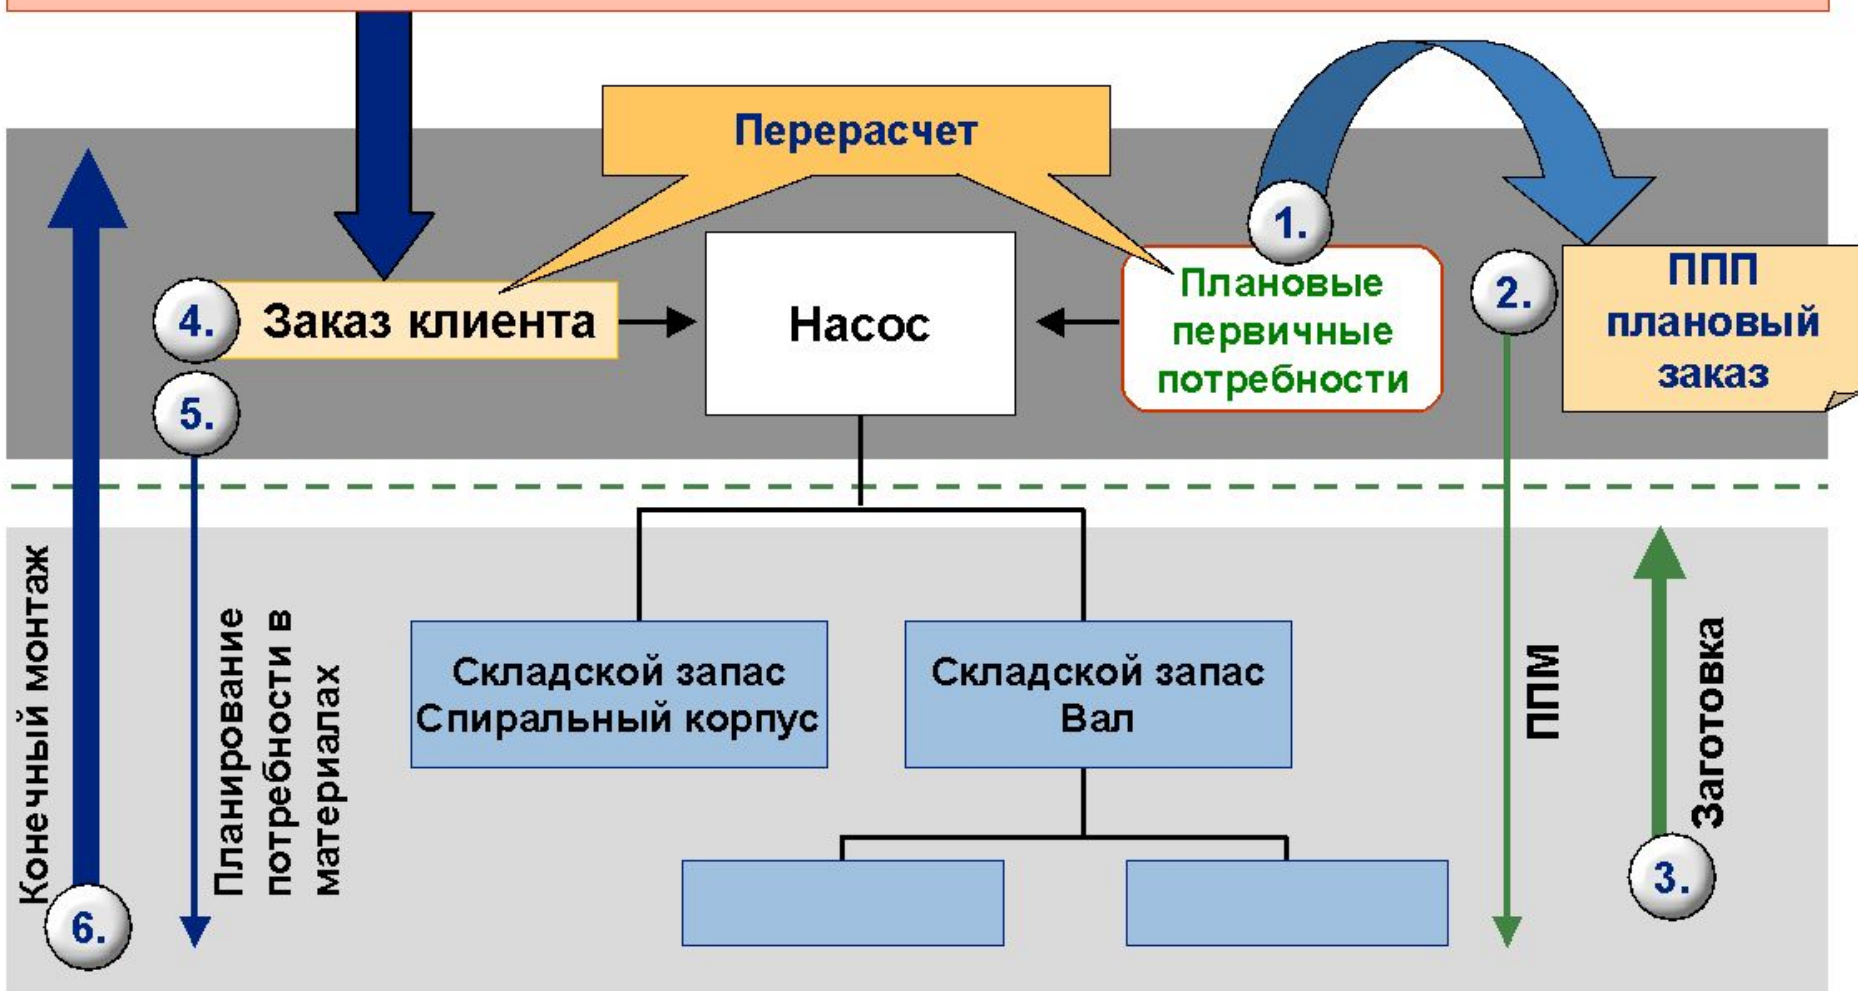 Перерасчет
1.
Плановые
первичные
потребности
2.
ППП
плановый
заказ
4.
Заказ клиента
Насос
5.
Конечный монтаж
Планирование
потребности в
материалах
Складской запас
Спиральный корпус
Складской запас
Вал
ППМ
Заготовка
3.
6.